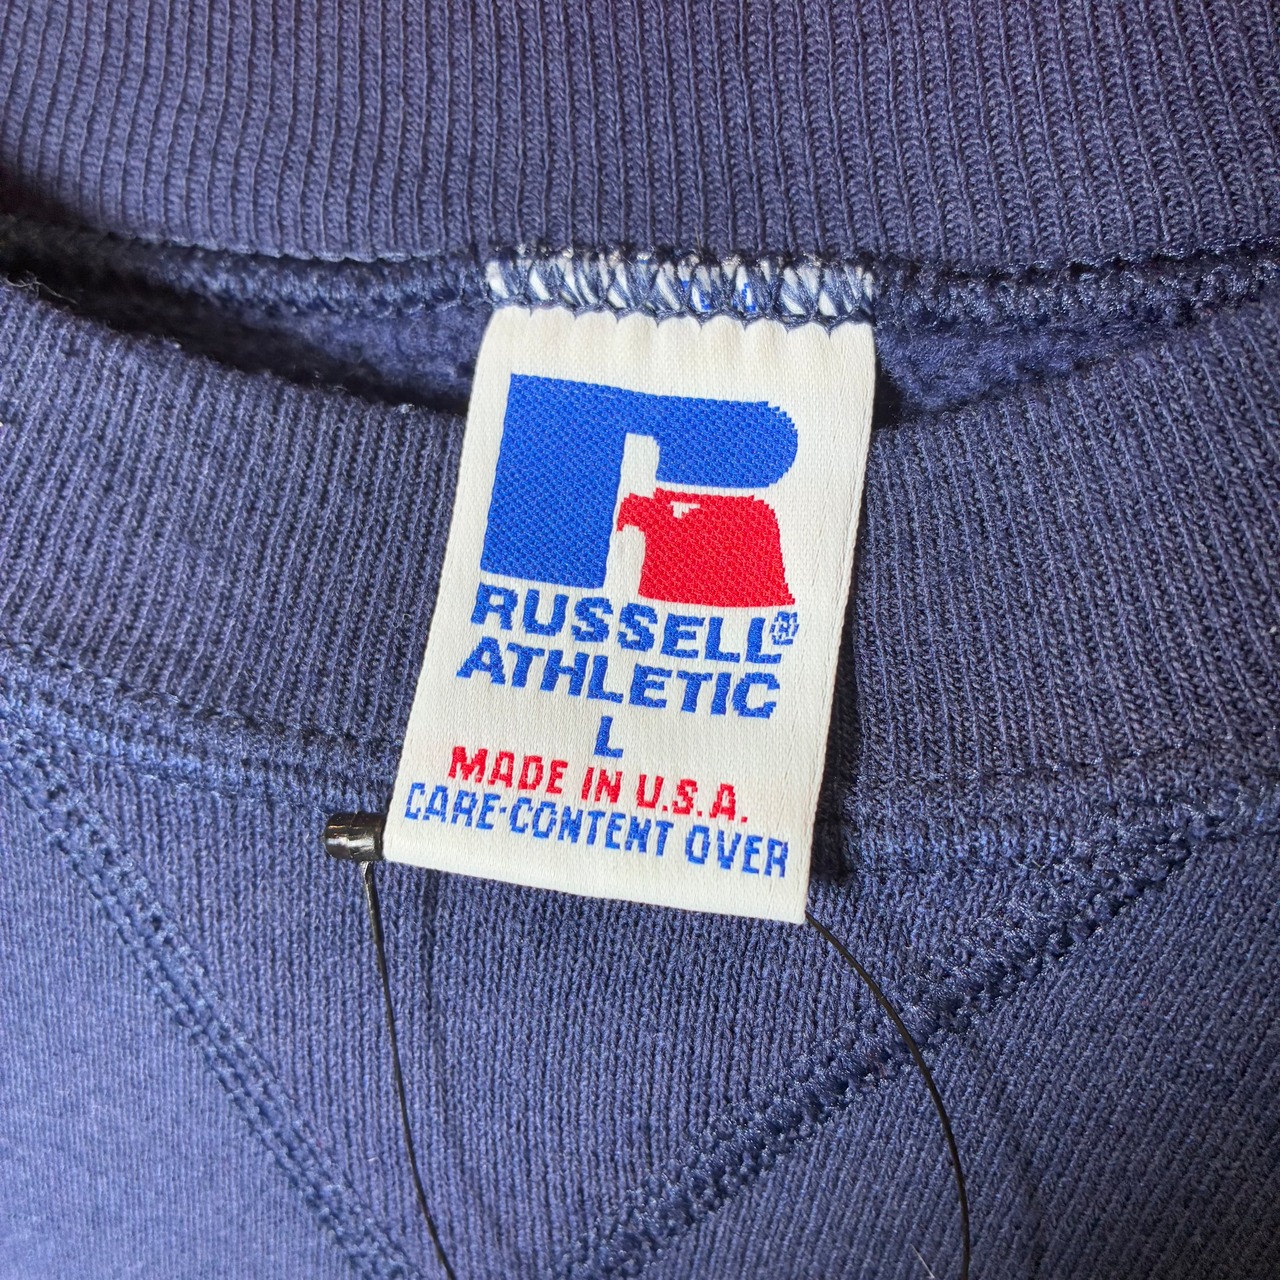 RUSSELL®
ATHLETIC
L
MADE IN U.S.A.
CARE-CONTENT OVER